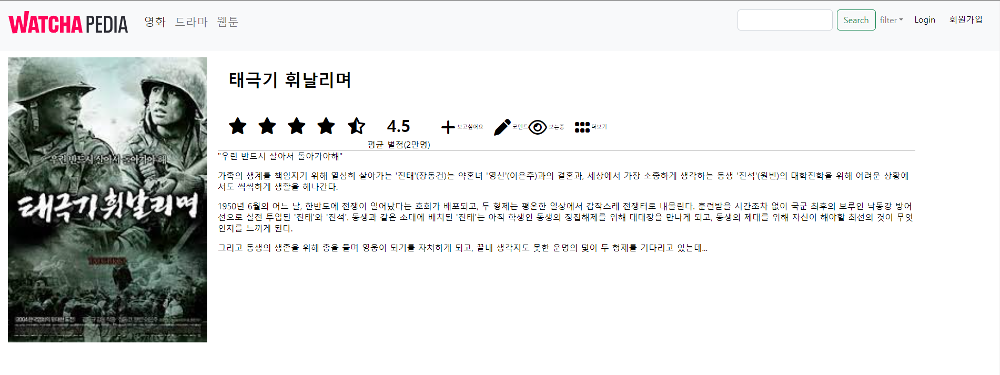 WATCHA PEDIA 영화 드라마 웹툰 Search filter Login 회원가입
태극기 휘날리며
4.5 보고싶어요 코멘트 보는중 더보기
평균 별점(2만명)
"우린 반드시 살아서 돌아가야해"
가족의 생계를 책임지기 위해 열심히 살아가는 '진태'(장동건)는 약혼녀 '영신'(이은주)과의 결혼과, 세상에서 가장 소중하게 생각하는 동생 '진석'(원빈)의 대학진학을 위해 어려운 상황에
서도 씩씩하게 생활을 해나간다.
1950년 6월의 어느 날, 한반도에 전쟁이 일어났다는 호회가 배포되고, 두 형제는 평온한 일상에서 갑작스레 전쟁터로 내몰린다. 훈련받을 시간조차 없이 국군 최후의 보루인 낙동강 방어
선으로 실전 투입된 '진태'와 '진석'. 동생과 같은 소대에 배치된 '진태'는 아직 학생인 동생의 징집해제를 위해 대대장을 만나게 되고, 동생의 제대를 위해 자신이 해야할 최선의 것이 무엇
인지를 느끼게 된다.
그리고 동생의 생존을 위해 총을 들며 영웅이 되기를 자처하게 되고, 끝내 생각지도 못한 운명의 덫이 두 형제를 기다리고 있는데...
우린 반드시 살아서 돌아가야 해
태극기 휘날리며